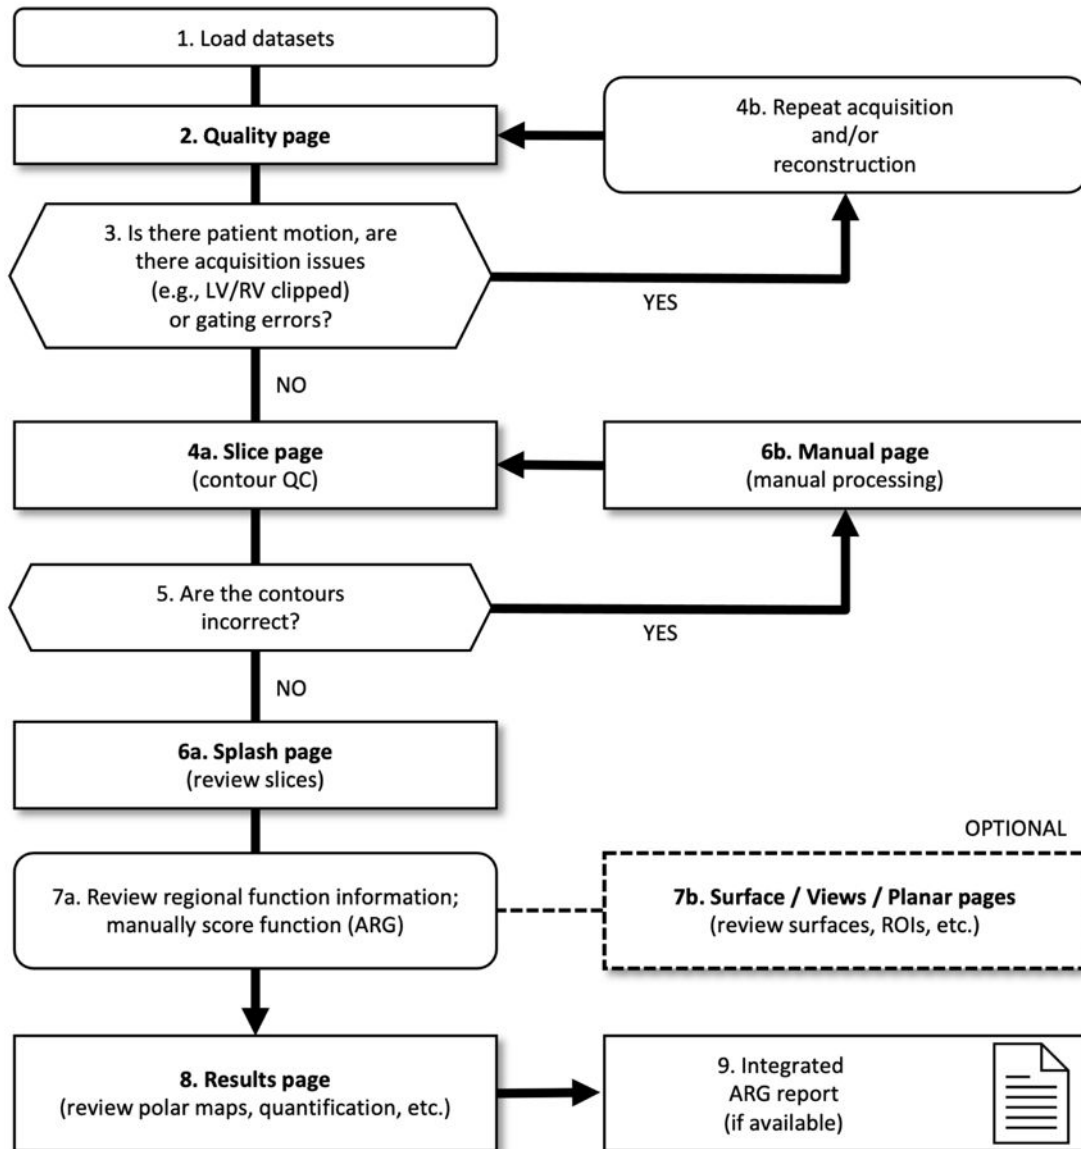 1. Load datasets
2. Quality page
4b. Repeat acquisition
and/or
reconstruction
3. Is there patient motion, are
there acquisition issues
(e.g., LV/RV clipped)
or gating errors?
YES
NO
4a. Slice page
(contour QC)
6b. Manual page
(manual processing)
5. Are the contours
incorrect?
YES
NO
6a. Splash page
(review slices)
OPTIONAL
7a. Review regional function information;
manually score function (ARG)
7b. Surface / Views / Planar pages
(review surfaces, ROIs, etc.)
8. Results page
(review polar maps, quantification, etc.)
9. Integrated
ARG report
(if available)